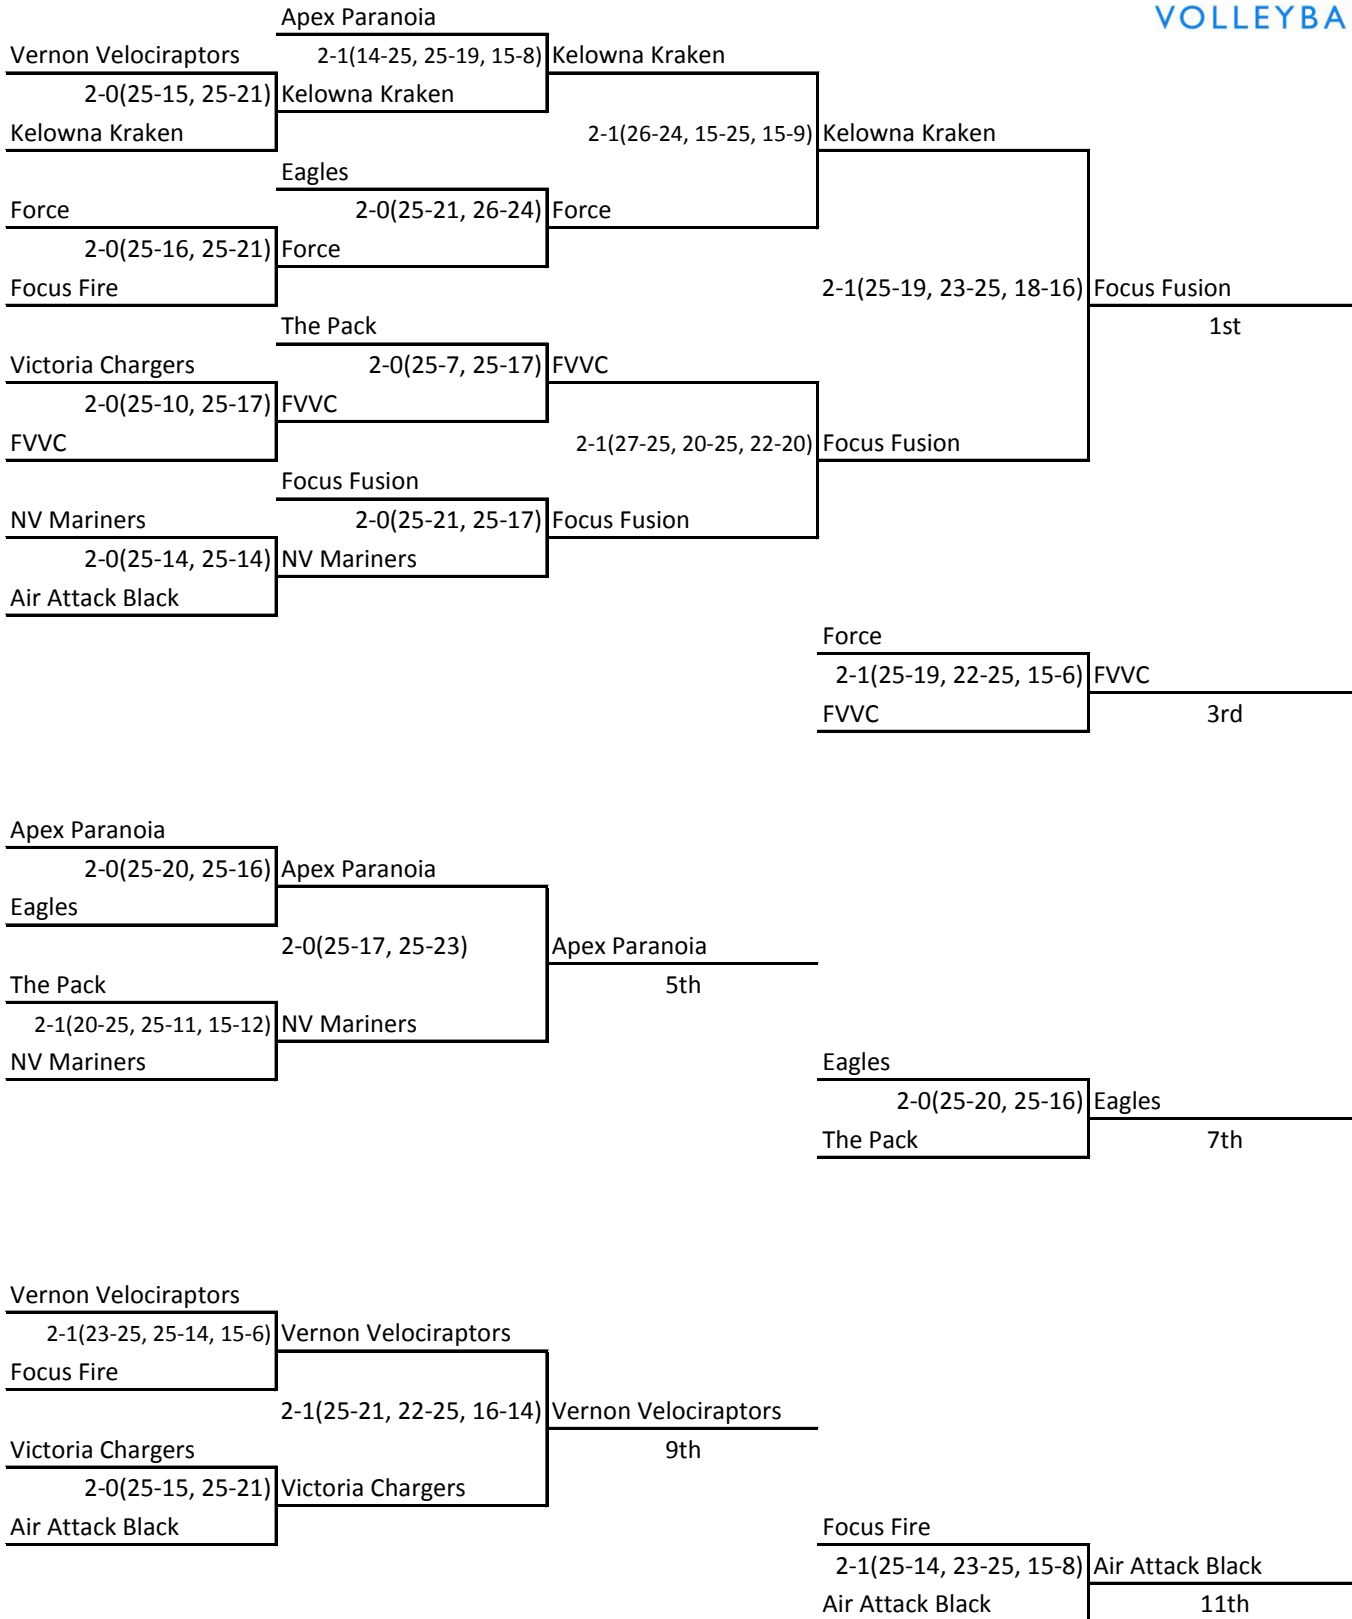 VOLLEYBA
Apex Paranoia
Vernon Velociraptors
2-1(14-25, 25-19, 15-8)
Kelowna Kraken
2-0(25-15, 25-21)
Kelowna Kraken
Kelowna Kraken
2-1(26-24, 15-25, 15-9)
Kelowna Kraken
Eagles
Force
2-0(25-21, 26-24)
Force
2-0(25-16, 25-21)
Force
Focus Fire
2-1(25-19, 23-25, 18-16)
Focus Fusion
The Pack
1st
Victoria Chargers
2-0(25-7, 25-17)
FVVC
2-0(25-10, 25-17)
FVVC
FVVC
2-1(27-25, 20-25, 22-20)
Focus Fusion
Focus Fusion
NV Mariners
2-0(25-21, 25-17)
Focus Fusion
2-0(25-14, 25-14)
NV Mariners
Air Attack Black
Force
2-1(25-19, 22-25, 15-6)
FVVC
FVVC
3rd
Apex Paranoia
2-0(25-20, 25-16)
Apex Paranoia
Eagles
2-0(25-17, 25-23)
Apex Paranoia
The Pack
5th
2-1(20-25, 25-11, 15-12)
NV Mariners
NV Mariners
Eagles
2-0(25-20, 25-16)
Eagles
The Pack
7th
Vernon Velociraptors
2-1(23-25, 25-14, 15-6)
Vernon Velociraptors
Focus Fire
2-1(25-21, 22-25, 16-14)
Vernon Velociraptors
Victoria Chargers
9th
2-0(25-15, 25-21)
Victoria Chargers
Air Attack Black
Focus Fire
2-1(25-14, 23-25, 15-8)
Air Attack Black
Air Attack Black
11th